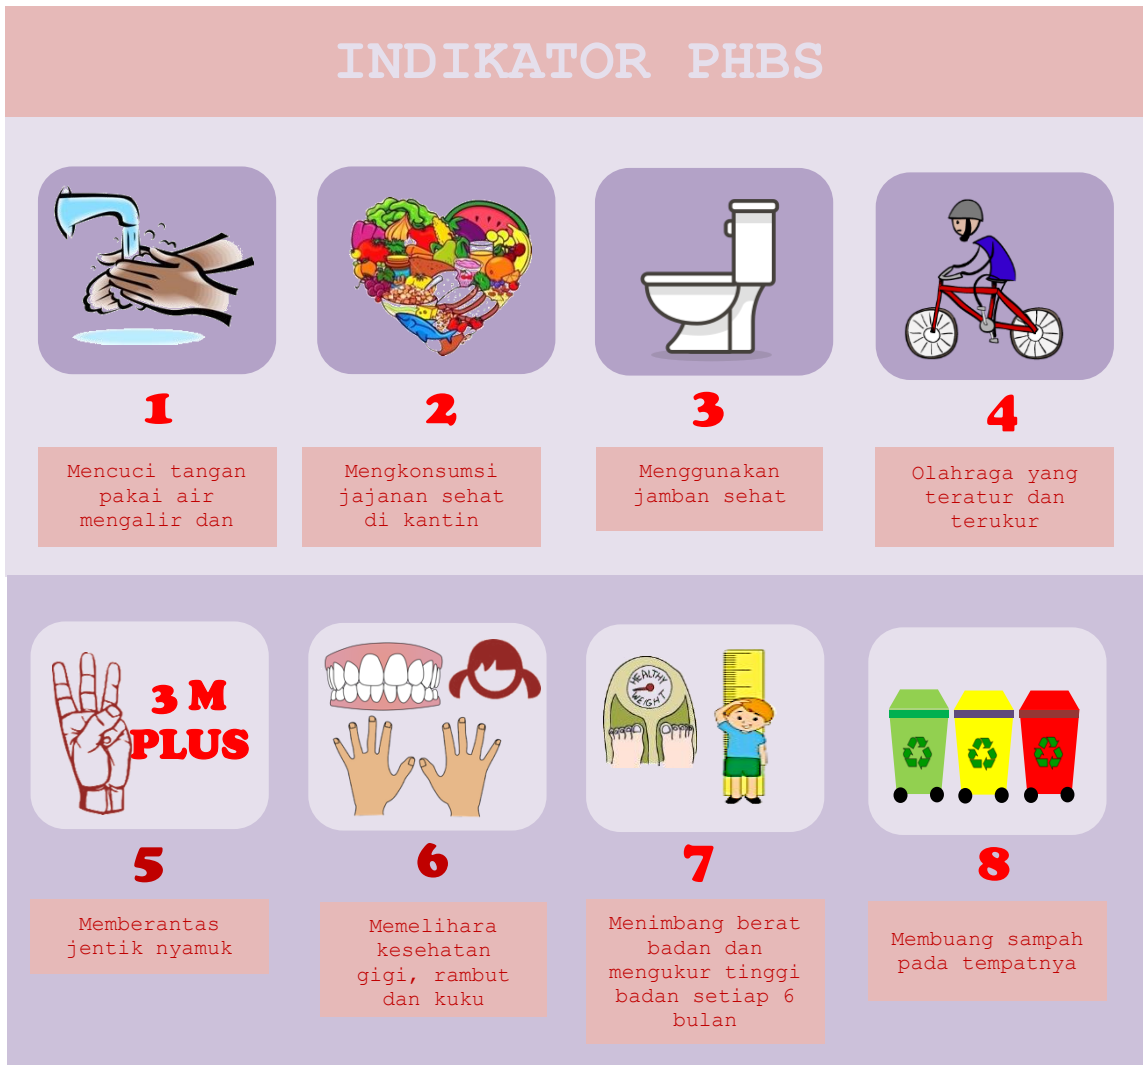 INDIKATOR PHBS
1
2
3
4
Mencuci tangan
pakai air
mengalir dan
Mengkonsumsi
jajanan sehat
di kantin
Menggunakan
jamban sehat
Olahraga yang
teratur dan
terukur
3 M
PLUS
HEALTHY
WEIGHT
5
6
7
8
Memberantas
jentik nyamuk
Memelihara
kesehatan
gigi, rambut
dan kuku
Menimbang berat
badan dan
mengukur tinggi
badan setiap 6
bulan
Membuang sampah
pada tempatnya